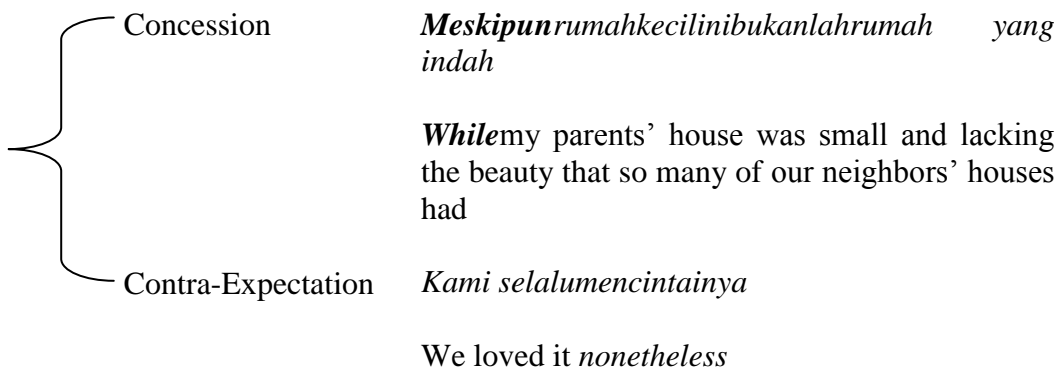 Concession Meskipunrumahkecilinibukanlahrumah yang
indah
Whilemy parents’ house was small and lacking
the beauty that so many of our neighbors’ houses
had
Contra-Expectation Kami selalumencintainya
We loved it nonetheless